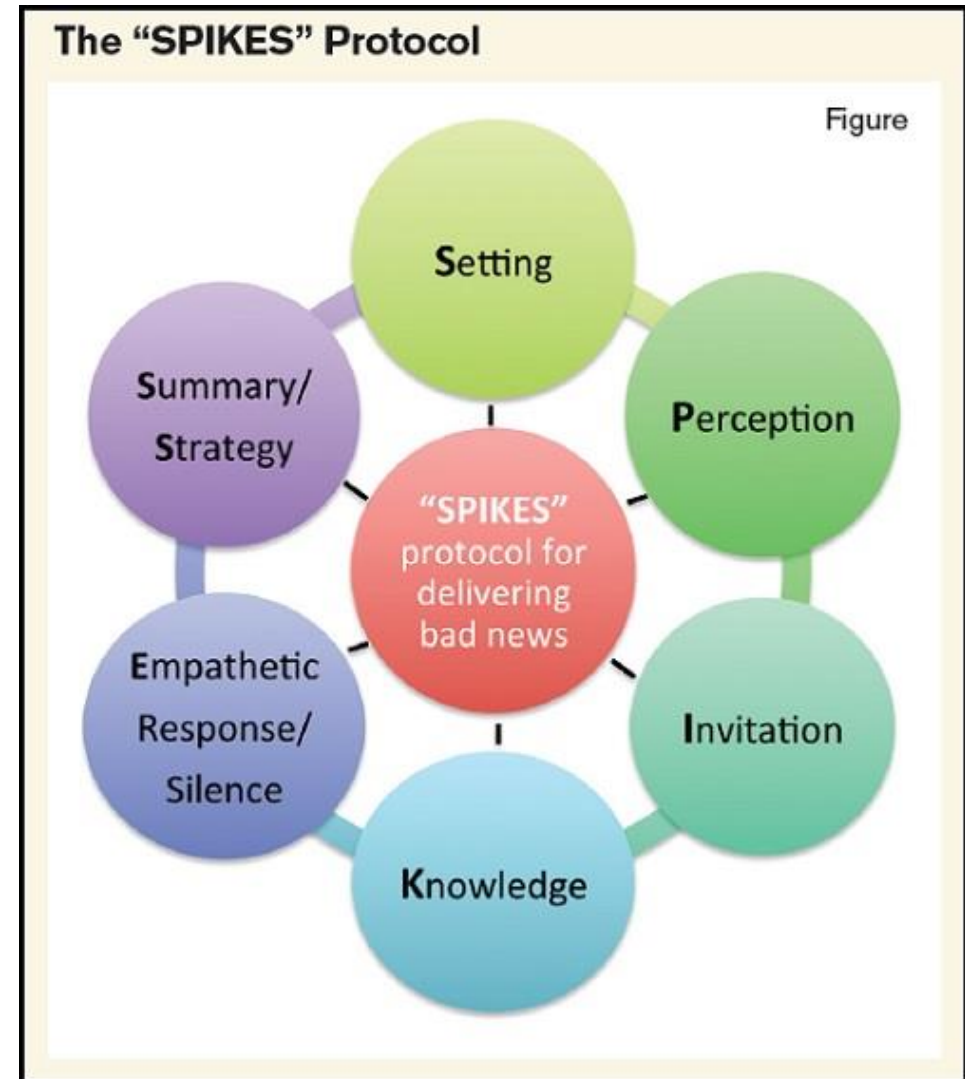 The “SPIKES” Protocol
Figure
Setting
Perception
Invitation
Knowledge
Empathetic
Response/
Silence
Summary/
Strategy
“SPIKES”
protocol for
delivering
bad news